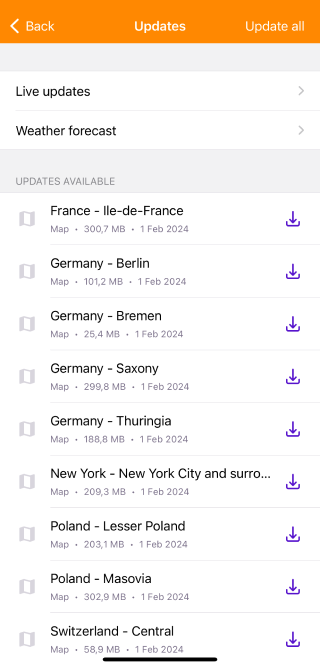 Back Updates Update all
Live updates
Weather forecast
UPDATES AVAILABLE
France - Ile-de-France
Map • 300,7 MB • 1 Feb 2024
Germany - Berlin
Map • 101,2 MB • 1 Feb 2024
Germany - Bremen
Map • 25,4 MB • 1 Feb 2024
Germany - Saxony
Map • 299,8 MB • 1 Feb 2024
Germany - Thuringia
Map • 188,8 MB • 1 Feb 2024
New York - New York City and surro...
Map • 209,3 MB • 1 Feb 2024
Poland - Lesser Poland
Map • 203,1 MB • 1 Feb 2024
Poland - Masovia
Map • 302,9 MB • 1 Feb 2024
Switzerland - Central
Map • 58,9 MB • 1 Feb 2024